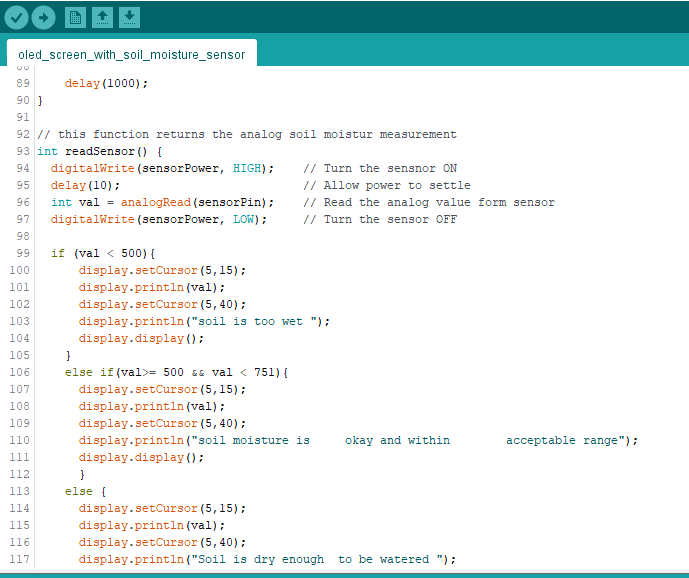 oled_screen_with_soil_moisture_sensor
89 delay(1000);
90 }
91
92 // this function returns the analog soil moistur measurement
93 int readSensor() {
94 digitalWrite(sensorPower, HIGH); // Turn the sensnor ON
95 delay(10); // Allow power to settle
96 int val = analogRead(sensorPin); // Read the analog value form sensor
97 digitalWrite(sensorPower, LOW); // Turn the sensor OFF
98
99 if (val < 500){
100 display.setCursor(5,15);
101 display.println(val);
102 display.setCursor(5,40);
103 display.println("soil is too wet ");
104 display.display();
105 }
106 else if(val>= 500 && val < 751){
107 display.setCursor(5,15);
108 display.println(val);
109 display.setCursor(5,40);
110 display.println("soil moisture is     okay and within        acceptable range");
111 display.display();
112 }
113 else {
114 display.setCursor(5,15);
115 display.println(val);
116 display.setCursor(5,40);
117 display.println("Soil is dry enough  to be watered ");